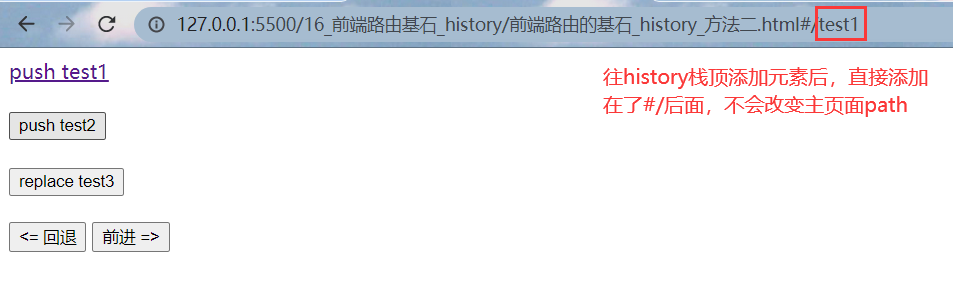 127.0.0.1:5500/16_前端路由基石_history/前端路由的基石_history_方法二.html#/test1
push test1
往history栈顶添加元素后，直接添加
在了#/后面，不会改变主页面path
push test2
replace test3
<= 回退 前进 =>